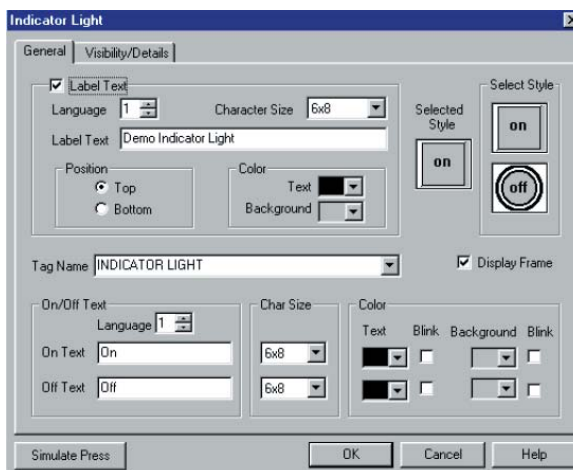 Indicator Light
General Visibility/Details
Label Text
Select Style
Language 1 Character Size 6x8
Selected Style
on
Label Text Demo Indicator Light
on
off
Position
Color
Top
Text
Bottom
Background
Tag Name INDICATOR LIGHT
Display Frame
On/Off Text
Char Size
Color
Language 1
Text Blink Background Blink
On Text On 6x8
Off Text Off 6x8
Simulate Press OK Cancel Help